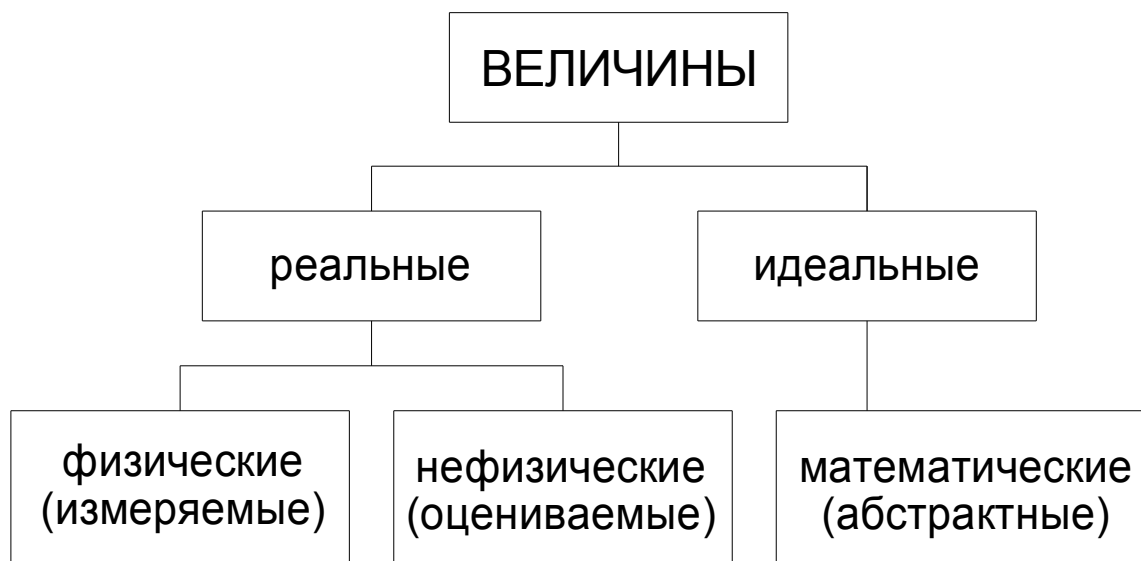 ВЕЛИЧИНЫ
реальные
идеальные
физические
(измеряемые)
нефизические
(оцениваемые)
математические
(абстрактные)